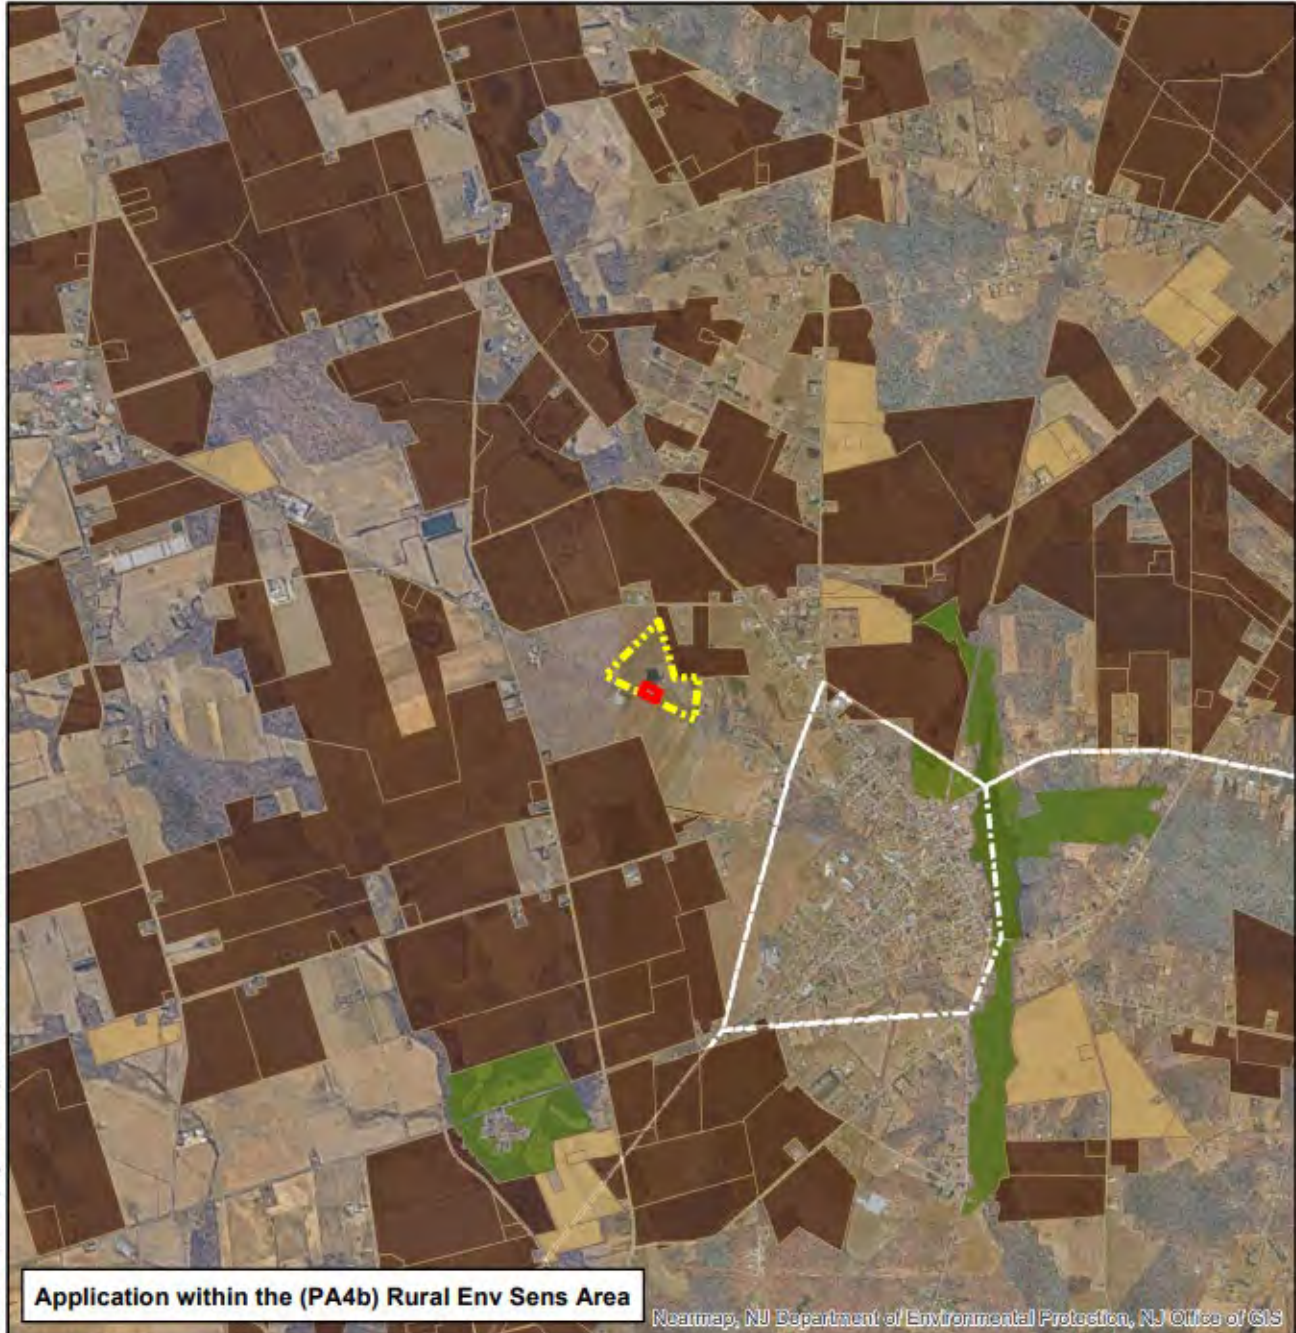 Application within the (PA4b) Rural Env Sens Area
Nearmap, NJ Department of Environmental Protection, NJ Office of GIS